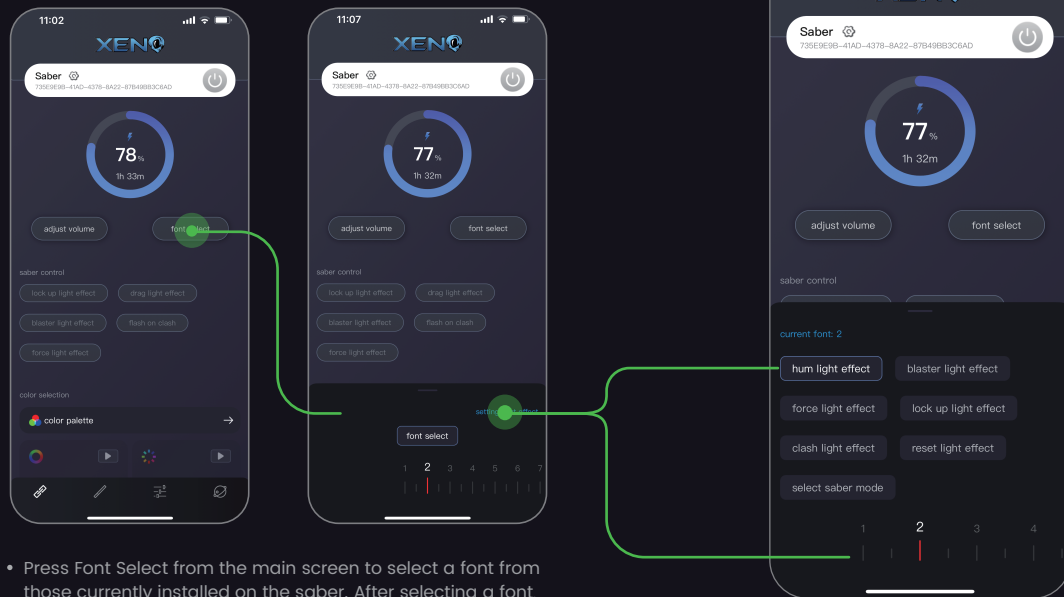 11:02
XENO
Saber
735E9E9B-41AD-4378-8A22-87B49BB3C6AD
78 %
1h 33m
adjust volume
font select
saber control
lock up light effect
drag light effect
blaster light effect
flash on clash
force light effect
color selection
color palette
11:07
XENO
Saber
735E9E9B-41AD-4378-8A22-87B49BB3C6AD
77 %
1h 32m
adjust volume
font select
saber control
lock up light effect
drag light effect
blaster light effect
flash on clash
force light effect
font select
1 2 3 4 5 6 7
Saber
735E9E9B-41AD-4378-8A22-87B49BB3C6AD
77 %
1h 32m
adjust volume
font select
saber control
current font: 2
hum light effect
blaster light effect
force light effect
lock up light effect
clash light effect
reset light effect
select saber mode
1 2 3 4
• Press Font Select from the main screen to select a font from
those currently installed on the saber. After selecting a font